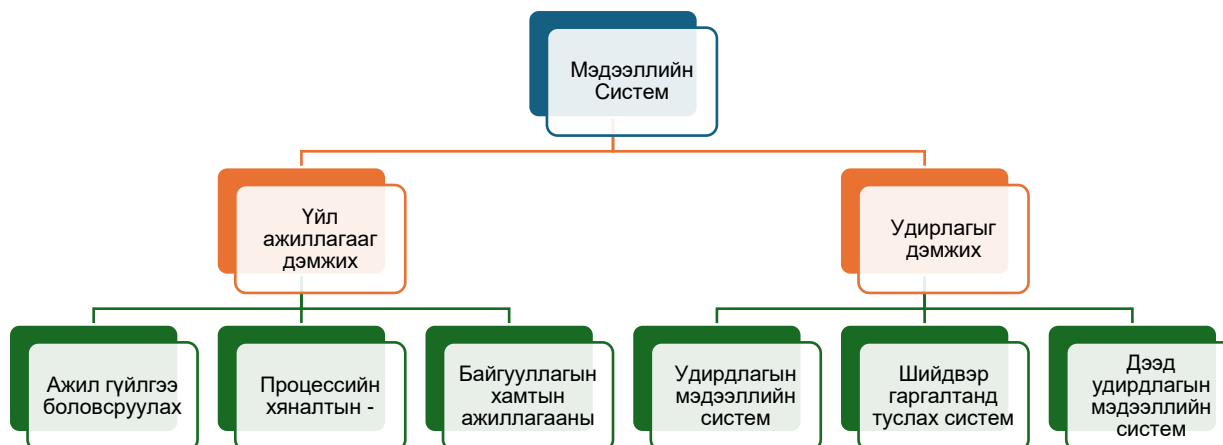 Мэдээллийн
Систем
Үйл
ажиллагааг
дэмжих
Удирлагыг
дэмжих
Ажил гүйлгээ
боловсруулах
Процессийн
хяналтын -
Байгууллагын
хамтын
ажиллагааны
Удирдлагын
мэдээллийн
систем
Шийдвэр
гаргалтанд
туслах систем
Дээд
удирдлагын
мэдээллийн
систем